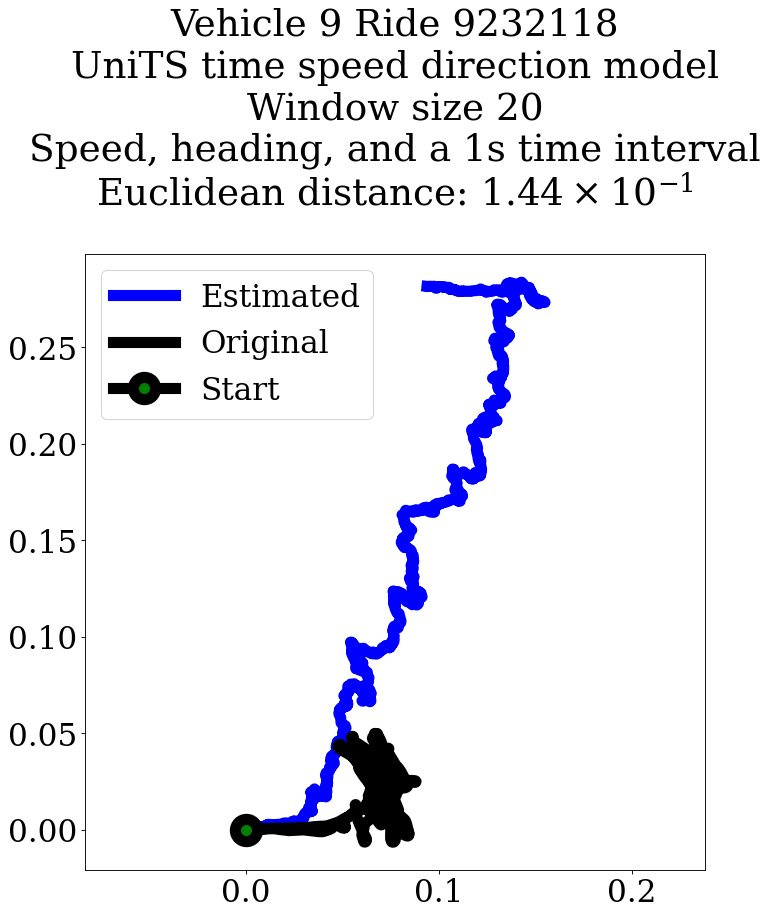 Vehicle 9 Ride 9232118
UniTS time speed direction model
Window size 20
Speed, heading, and a 1s time interval
Euclidean distance: 1.44 × 10⁻¹
Estimated
Original
Start
0.25
0.20
0.15
0.10
0.05
0.00
0.0 0.1 0.2